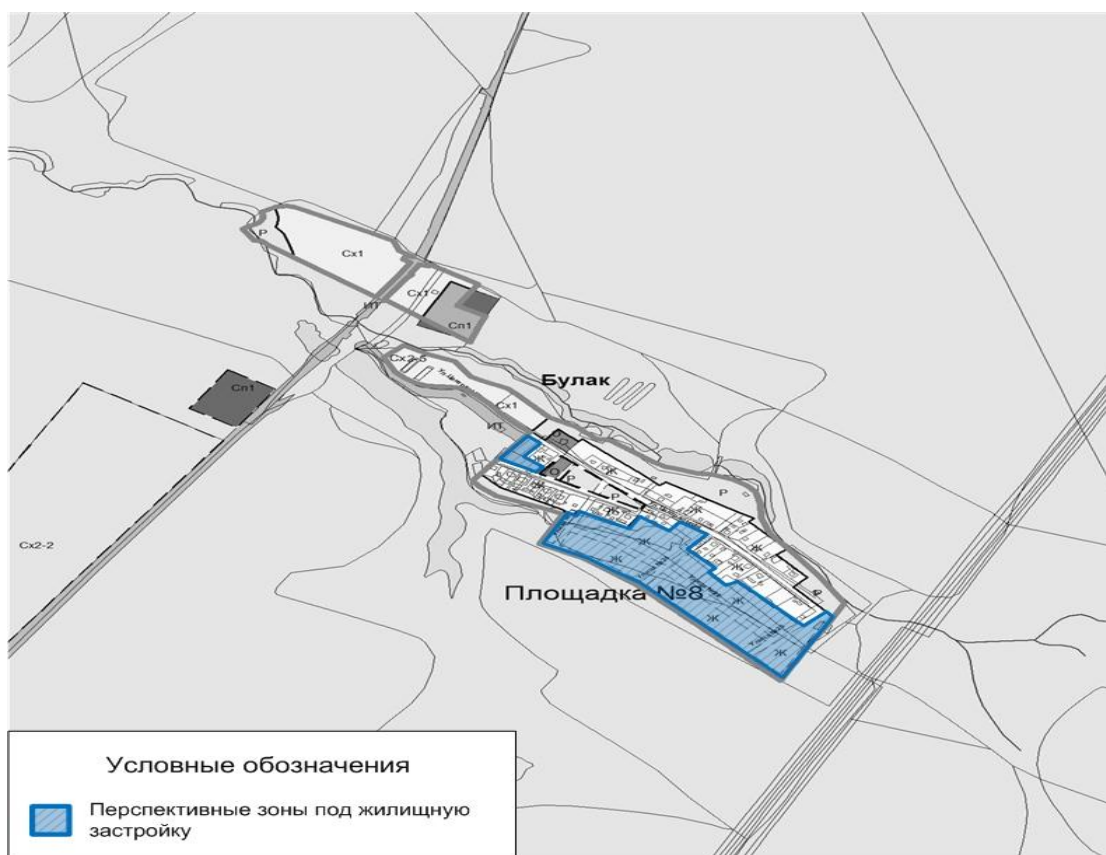 Р
Сх1
Сх1
ИТ
Сп1
Сх2-5
Булак
Сп1
Сх1
ИТ
О
Ж
Ж
О
Р
Ж
Р
Р
Ж
Ж
Ж
Ж
Сх2-2
Ж
Ж
Площадка №8
Ж
Ж
Ж
Условные обозначения
Перспективные зоны под жилищную
застройку